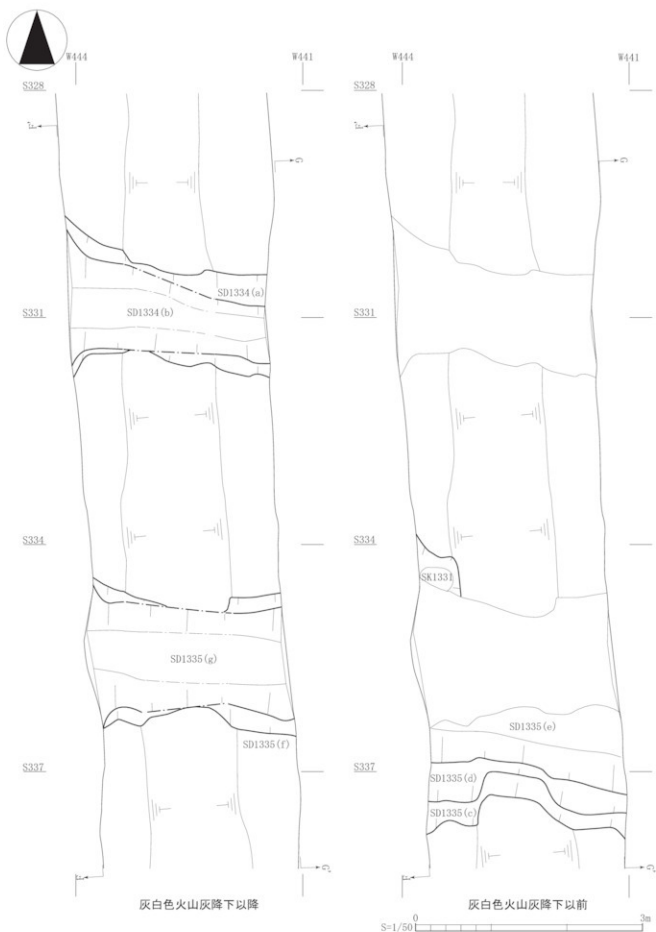 W444 W441
S328
F' G
SD1334(a)
SD1334(b)
S331
S334
SD1335(g)
SD1335(f)
S337
F G'
灰白色火山灰降下以降
W444 W441
S328
F' G
S331
S334
SK1331
SD1335(e)
S337
SD1335(d)
SD1335(c)
F G'
灰白色火山灰降下以前
0 3m
S=1/50